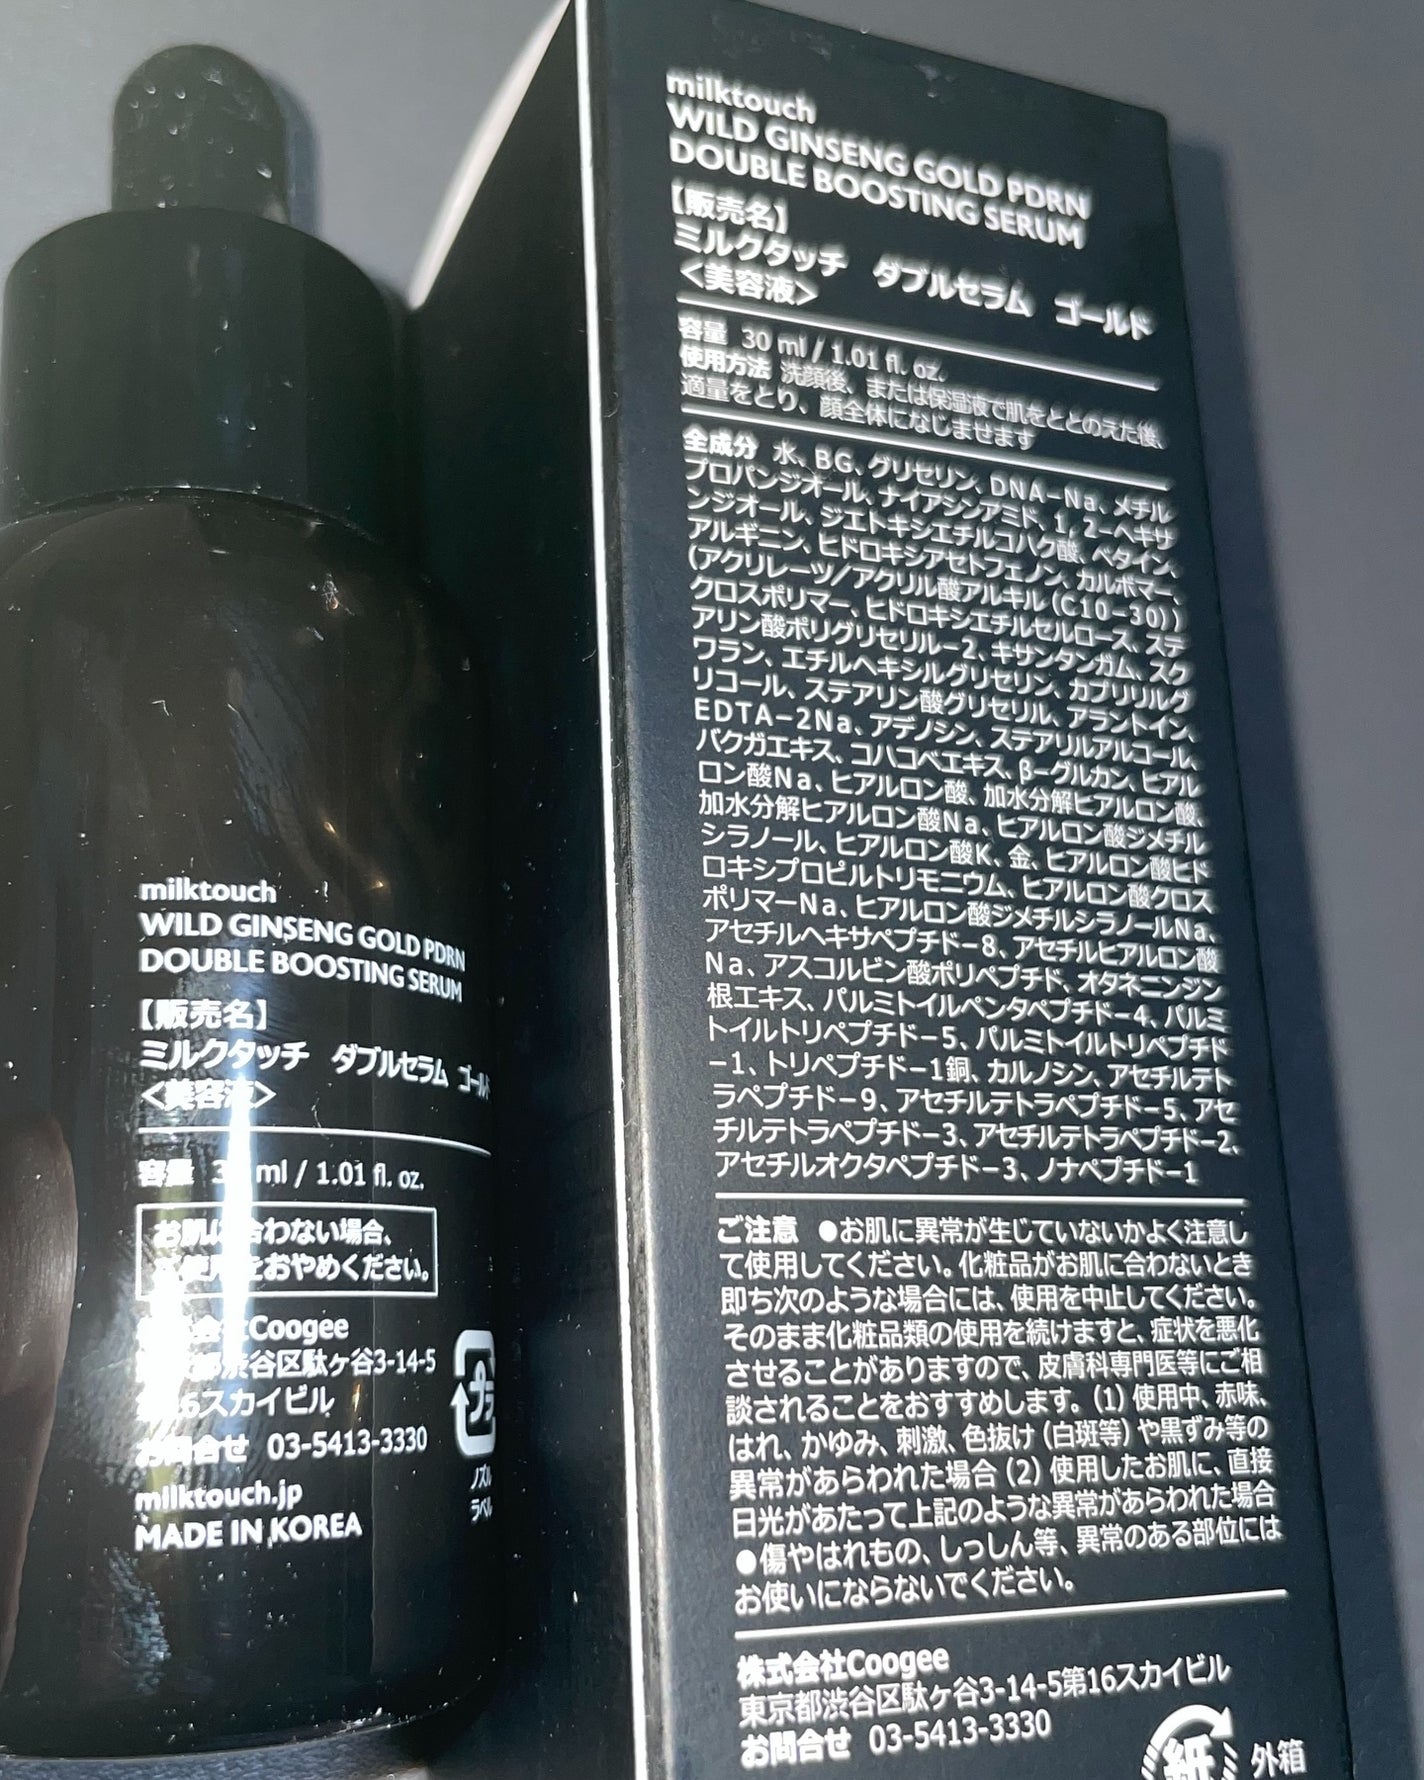 milktouch
WILD GINSENG GOLD PDRN
DOUBLE BOOSTING SERUM
【販売名】
ミルクタッチ ダブルセラム ゴールド
＜美容液＞
容量 30 ml / 1.01 fl. oz.
使用方法 洗顔後、または保湿液で肌をととのえた後、
適量をとり、顔全体になじませます
全成分 水、BG、グリセリン、DNA-Na、メチル
プロパンジオール、ナイアシンアミド、1，2-ヘキサ
ンジオール、ジエトキシエチルコハク酸、ベタイン、
アルギニン、ヒドロキシアセトフェノン、カルボマー、
(アクリレーツ/アクリル酸アルキル(C10-30))
クロスポリマー、ヒドロキシエチルセルロース、ステ
アリン酸ポリグリセリル-2、キサンタンガム、スク
ワラン、エチルヘキシルグリセリン、カプリリルグ
リコール、ステアリン酸グリセリル、アラントイン、
EDTA-2Na、アデノシン、ステアリルアルコール、
バクガエキス、コハコベエキス、β-グルカン、ヒアル
ロン酸Na、ヒアルロン酸、加水分解ヒアルロン酸、
加水分解ヒアルロン酸Na、ヒアルロン酸ジメチル
シラノール、ヒアルロン酸K、金、ヒアルロン酸ヒド
ロキシプロピルトリモニウム、ヒアルロン酸クロス
ポリマーNa、ヒアルロン酸ジメチルシラノールNa、
アセチルヘキサペプチド-8、アセチルヒアルロン酸
Na、アスコルビン酸ポリペプチド、オタネニンジン
根エキス、パルミトイルペンタペプチド-4、パルミ
トイルトリペプチド-5、パルミトイルトリペプチド
-1、トリペプチド-1銅、カルノシン、アセチルテト
ラペプチド-9、アセチルテトラペプチド-5、アセ
チルテトラペプチド-3、アセチルテトラペプチド-2、
アセチルオクタペプチド-3、ノナペプチド-1
ご注意 ●お肌に異常が生じていないかよく注意し
て使用してください。化粧品がお肌に合わないとき
即ち次のような場合には、使用を中止してください。
そのまま化粧品類の使用を続けますと、症状を悪化
させることがありますので、皮膚科専門医等にご相
談されることをおすすめします。(1)使用中、赤味、
はれ、かゆみ、刺激、色抜け(白斑等)や黒ずみ等の
異常があらわれた場合(2)使用したお肌に、直接
日光があたって上記のような異常があらわれた場合
●傷やはれもの、しっしん等、異常のある部位には
お使いにならないでください。
株式会社Coogee
東京都渋谷区千駄ヶ谷3-14-5第16スカイビル
お問合せ 03-5413-3330
紙 外箱
milktouch
WILD GINSENG GOLD PDRN
DOUBLE BOOSTING SERUM
【販売名】
ミルクタッチ ダブルセラム ゴールド
＜美容液＞
容量 ml / 1.01 fl. oz.
お肌に合わない場合、
ご使用をおやめください。
会社Coogee
都渋谷区千駄ヶ谷3-14-5
16スカイビル
お問合せ 03-5413-3330
milktouch.jp
MADE IN KOREA
プラ